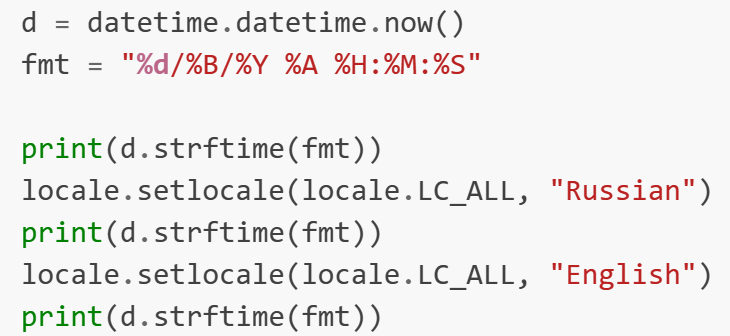 d = datetime.datetime.now()
fmt = "%d/%B/%Y %A %H:%M:%S"
print(d.strftime(fmt))
locale.setlocale(locale.LC_ALL, "Russian")
print(d.strftime(fmt))
locale.setlocale(locale.LC_ALL, "English")
print(d.strftime(fmt))